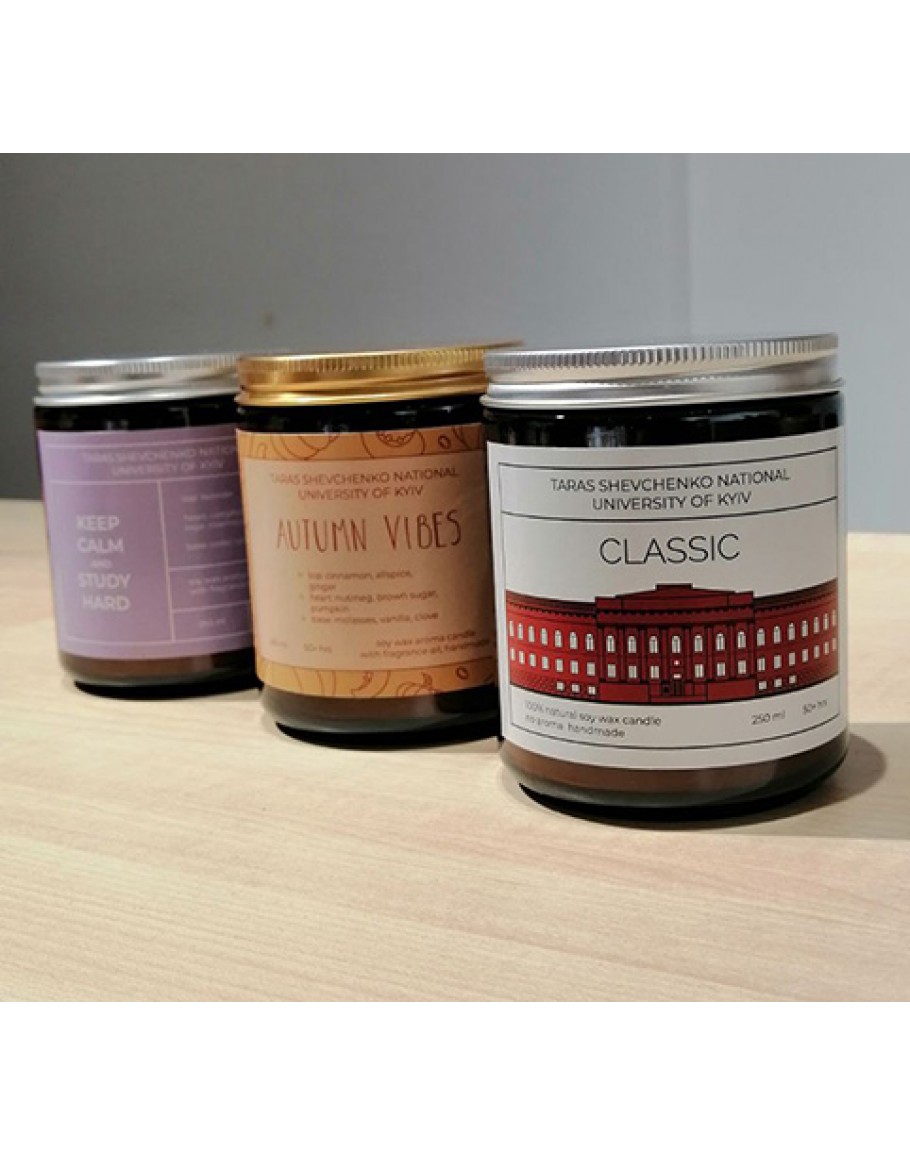 TARAS SHEVCHENKO NATIONAL
UNIVERSITY OF KYIV
KEEP
CALM
AND
STUDY
HARD
TARAS SHEVCHENKO NATIONAL
UNIVERSITY OF KYIV
AUTUMN VIBES
top: cinnamon, allspice,
ginger
heart: nutmeg, brown sugar,
pumpkin
base: molasses, vanilla, clove
50+ hrs
soy wax aroma candle
with fragrance oil, handmade
TARAS SHEVCHENKO NATIONAL
UNIVERSITY OF KYIV
CLASSIC
100% natural soy wax candle
no aroma handmade
250 ml 50+ hrs